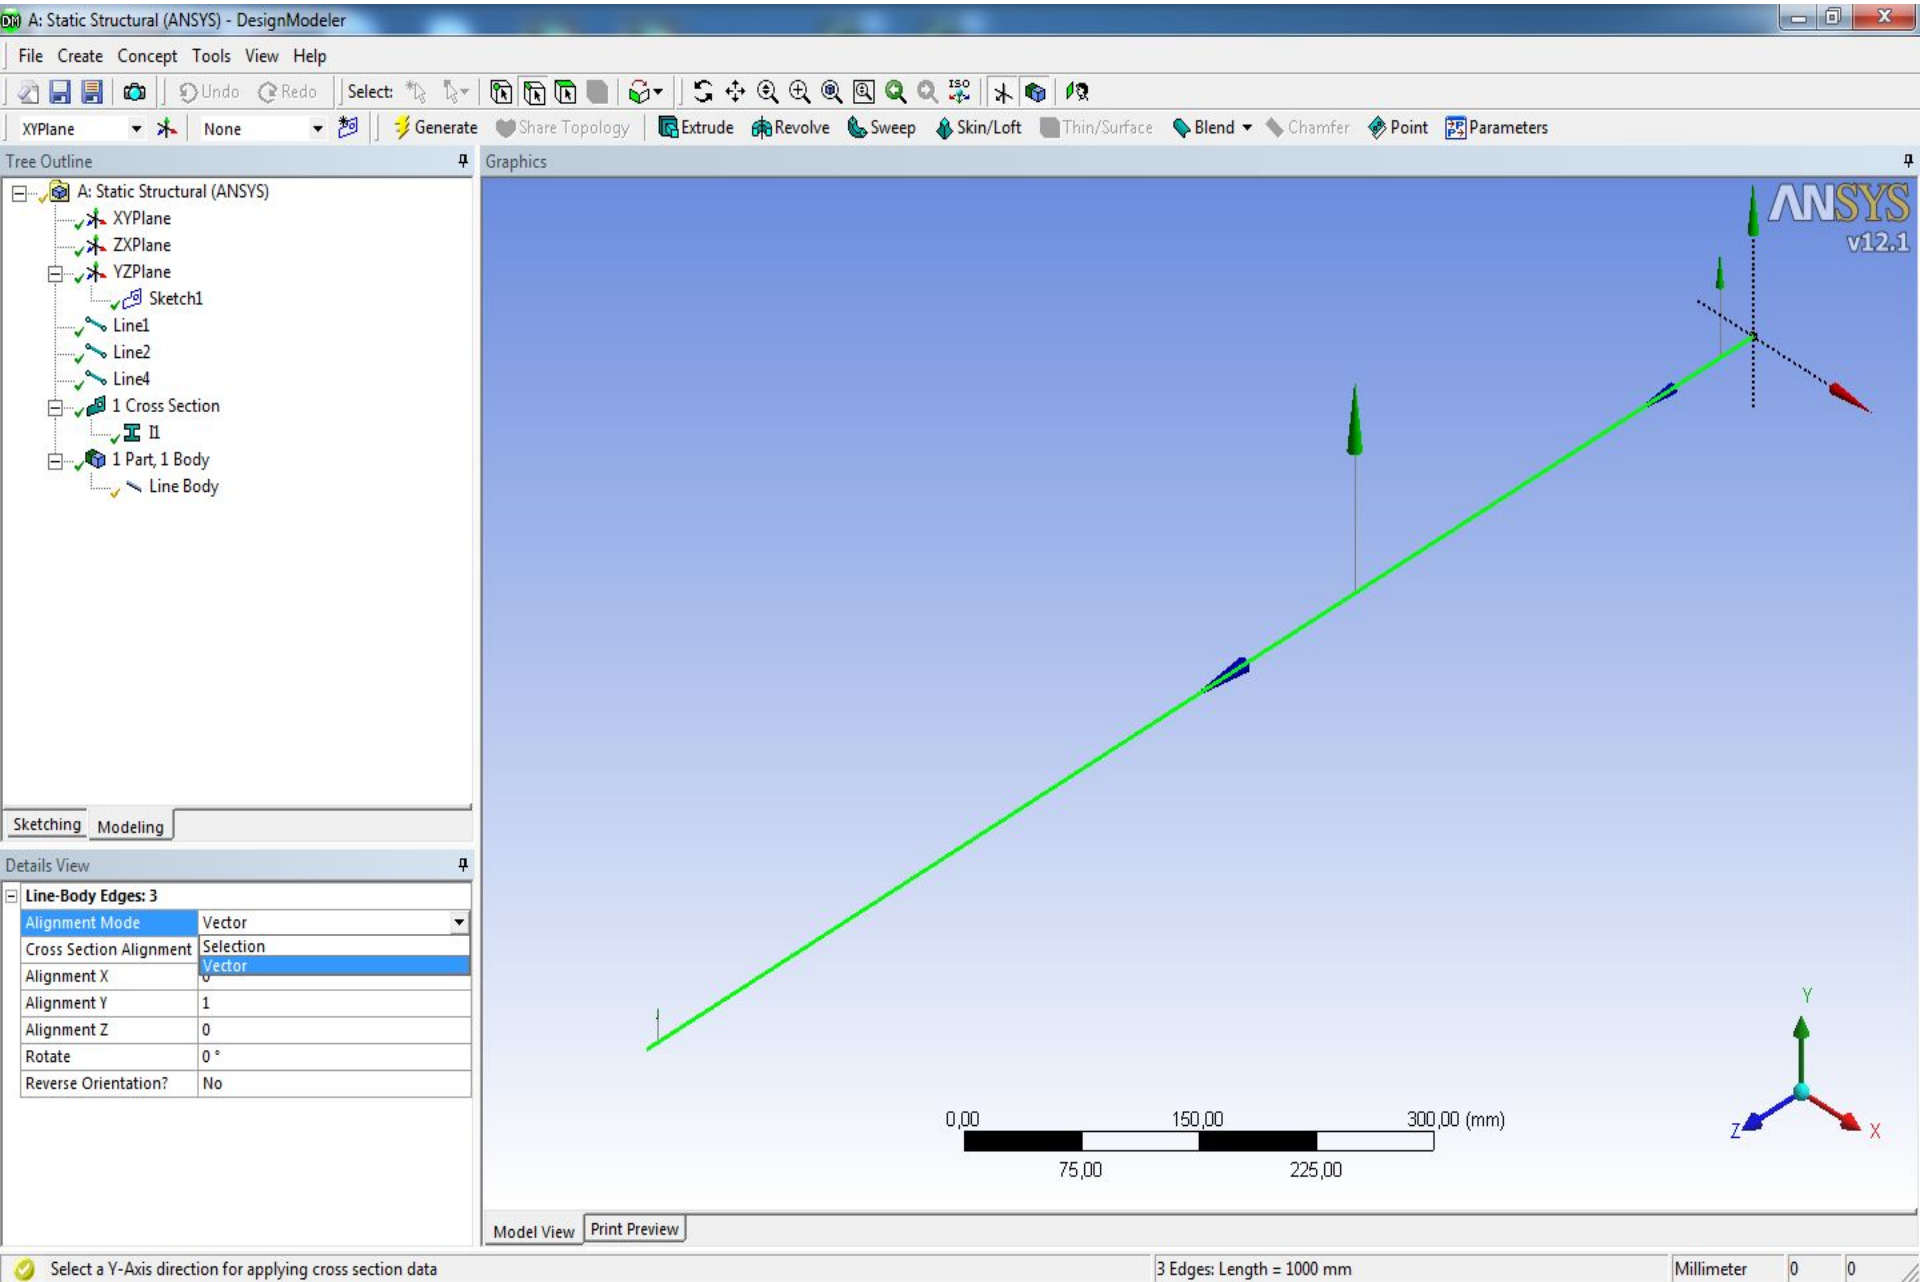 A: Static Structural (ANSYS) - DesignModeler
File Create Concept Tools View Help
Undo Redo Select: ISO
XYPlane None Generate Share Topology Extrude Revolve Sweep Skin/Loft Thin/Surface Blend Chamfer Point Parameters
Tree Outline
A: Static Structural (ANSYS)
XYPlane
ZXPlane
YZPlane
Sketch1
Line1
Line2
Line4
1 Cross Section
I1
1 Part, 1 Body
Line Body
Sketching Modeling
Details View
Line-Body Edges: 3
Alignment Mode Vector
Selection
Vector
Cross Section Alignment
Alignment X 0
Alignment Y 1
Alignment Z 0
Rotate 0 °
Reverse Orientation? No
Graphics
ANSYS
v12.1
0,00 150,00 300,00 (mm)
75,00 225,00
Y
Z X
Model View Print Preview
Select a Y-Axis direction for applying cross section data 3 Edges: Length = 1000 mm Millimeter 0 0